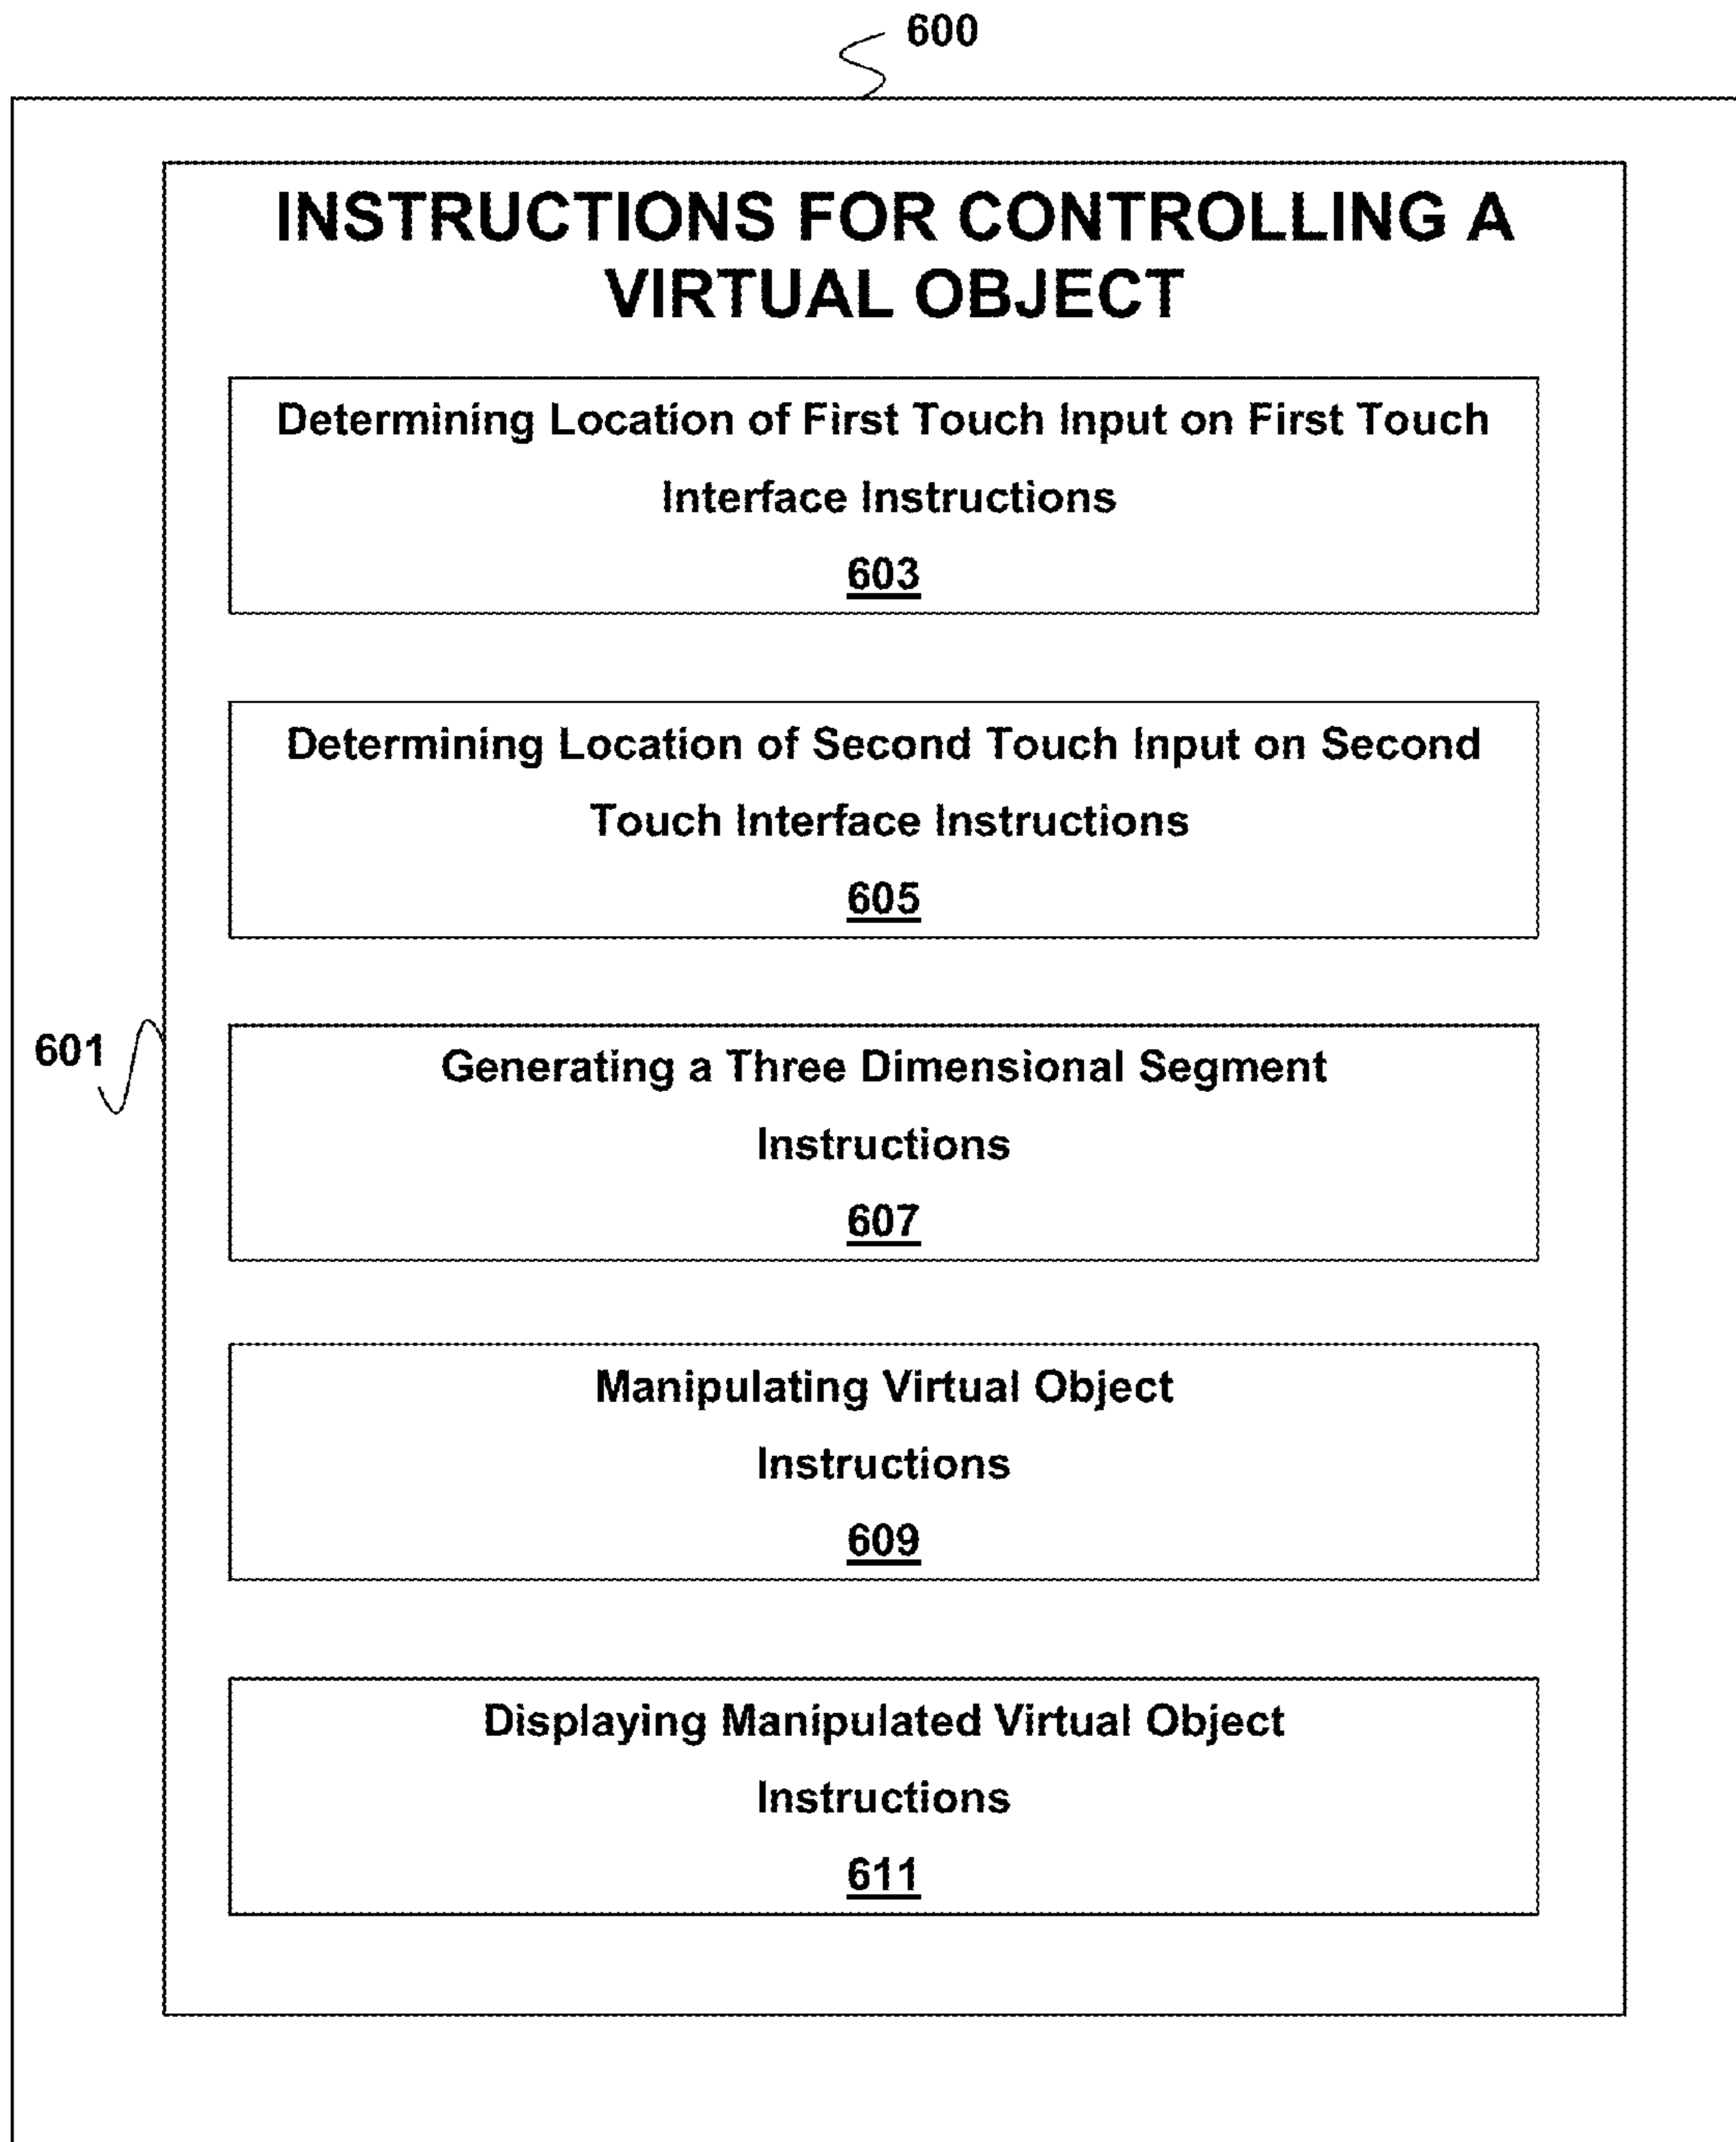 600
INSTRUCTIONS FOR CONTROLLING A
VIRTUAL OBJECT
Determining Location of First Touch Input on First Touch
Interface Instructions
603
Determining Location of Second Touch Input on Second
Touch Interface Instructions
605
601
Generating a Three Dimensional Segment
Instructions
607
Manipulating Virtual Object
Instructions
609
Displaying Manipulated Virtual Object
Instructions
611